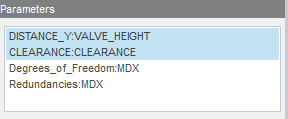 Parameters
DISTANCE_Y:VALVE_HEIGHT
CLEARANCE:CLEARANCE
Degrees_of_Freedom:MDX
Redundancies:MDX